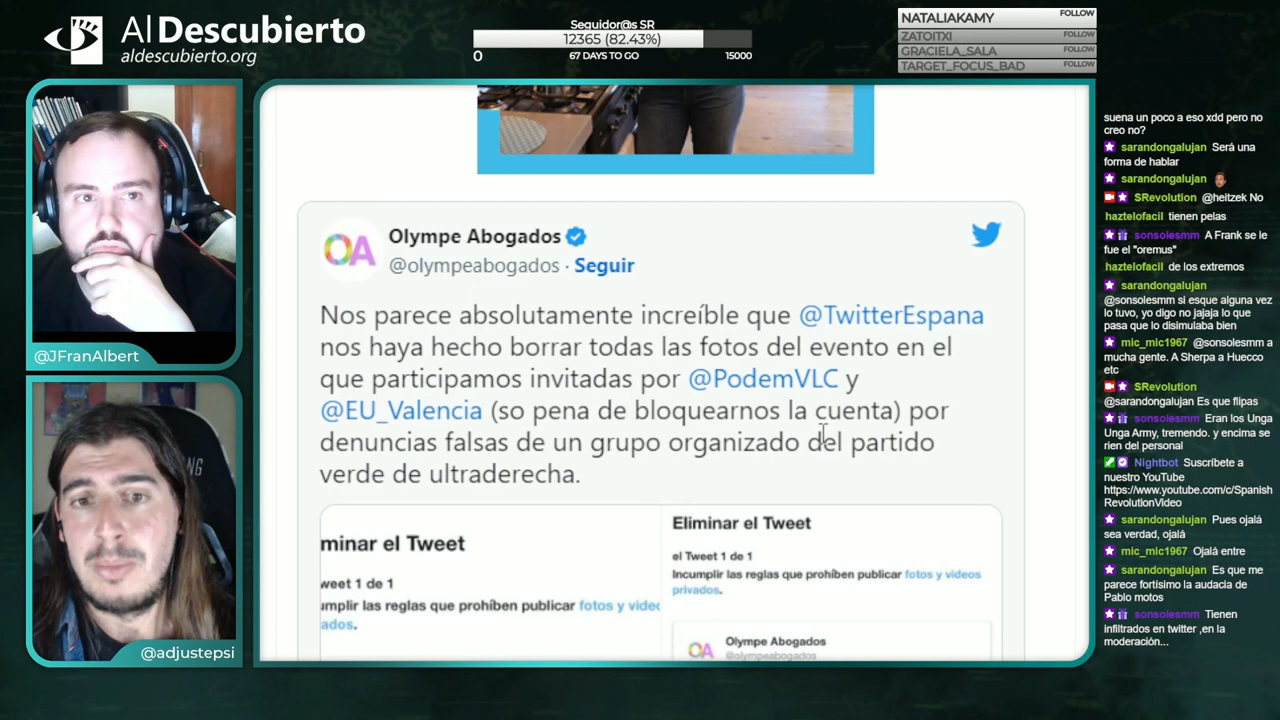 AlDescubierto
aldescubierto.org
Seguidor@s SR
12365 (82.43%)
0
67 DAYS TO GO
15000
NATALIAKAMY FOLLOW
ZATOITXI FOLLOW
GRACIELA_SALA FOLLOW
TARGET_FOCUS_BAD FOLLOW
@JFranAlbert
@adjustepsi
OA
Olympe Abogados
@olympeabogados · Seguir
Nos parece absolutamente increíble que @TwitterEspana
nos haya hecho borrar todas las fotos del evento en el
que participamos invitadas por @PodemVLC y
@EU_Valencia (so pena de bloquearnos la cuenta) por
denuncias falsas de un grupo organizado del partido
verde de ultraderecha.
minar el Tweet
weet 1 de 1
umplir las reglas que prohíben publicar fotos y videc
ados.
Eliminar el Tweet
el Tweet 1 de 1
Incumplir las reglas que prohíben publicar fotos y videos
privados.
OA
Olympe Abogados
@olympeabogados
suena un poco a eso xdd pero no
creo no?
sarandongalujan Será una
forma de hablar
sarandongalujan
SRevolution @heitzek No
haztelofacil tienen pelas
sonsolesmm A Frank se le
fue el "oremus"
haztelofacil de los extremos
sarandongalujan
@sonsolesmm si esque alguna vez
lo tuvo, yo digo no jajaja lo que
pasa que lo disimulaba bien
mic_mic1967 @sonsolesmm a
mucha gente. A Sherpa a Huecco
etc
SRevolution
@sarandongalujan Es que flipas
sonsolesmm Eran los Unga
Unga Army, tremendo. y encima se
rien del personal
Nightbot Suscríbete a
nuestro YouTube
https://www.youtube.com/c/Spanish
RevolutionVideo
sarandongalujan Pues ojalá
sea verdad, ojalá
mic_mic1967 Ojalá entre
sarandongalujan Es que me
parece fortísimo la audacia de
Pablo motos
sonsolesmm Tienen
infiltrados en twitter ,en la
moderación...